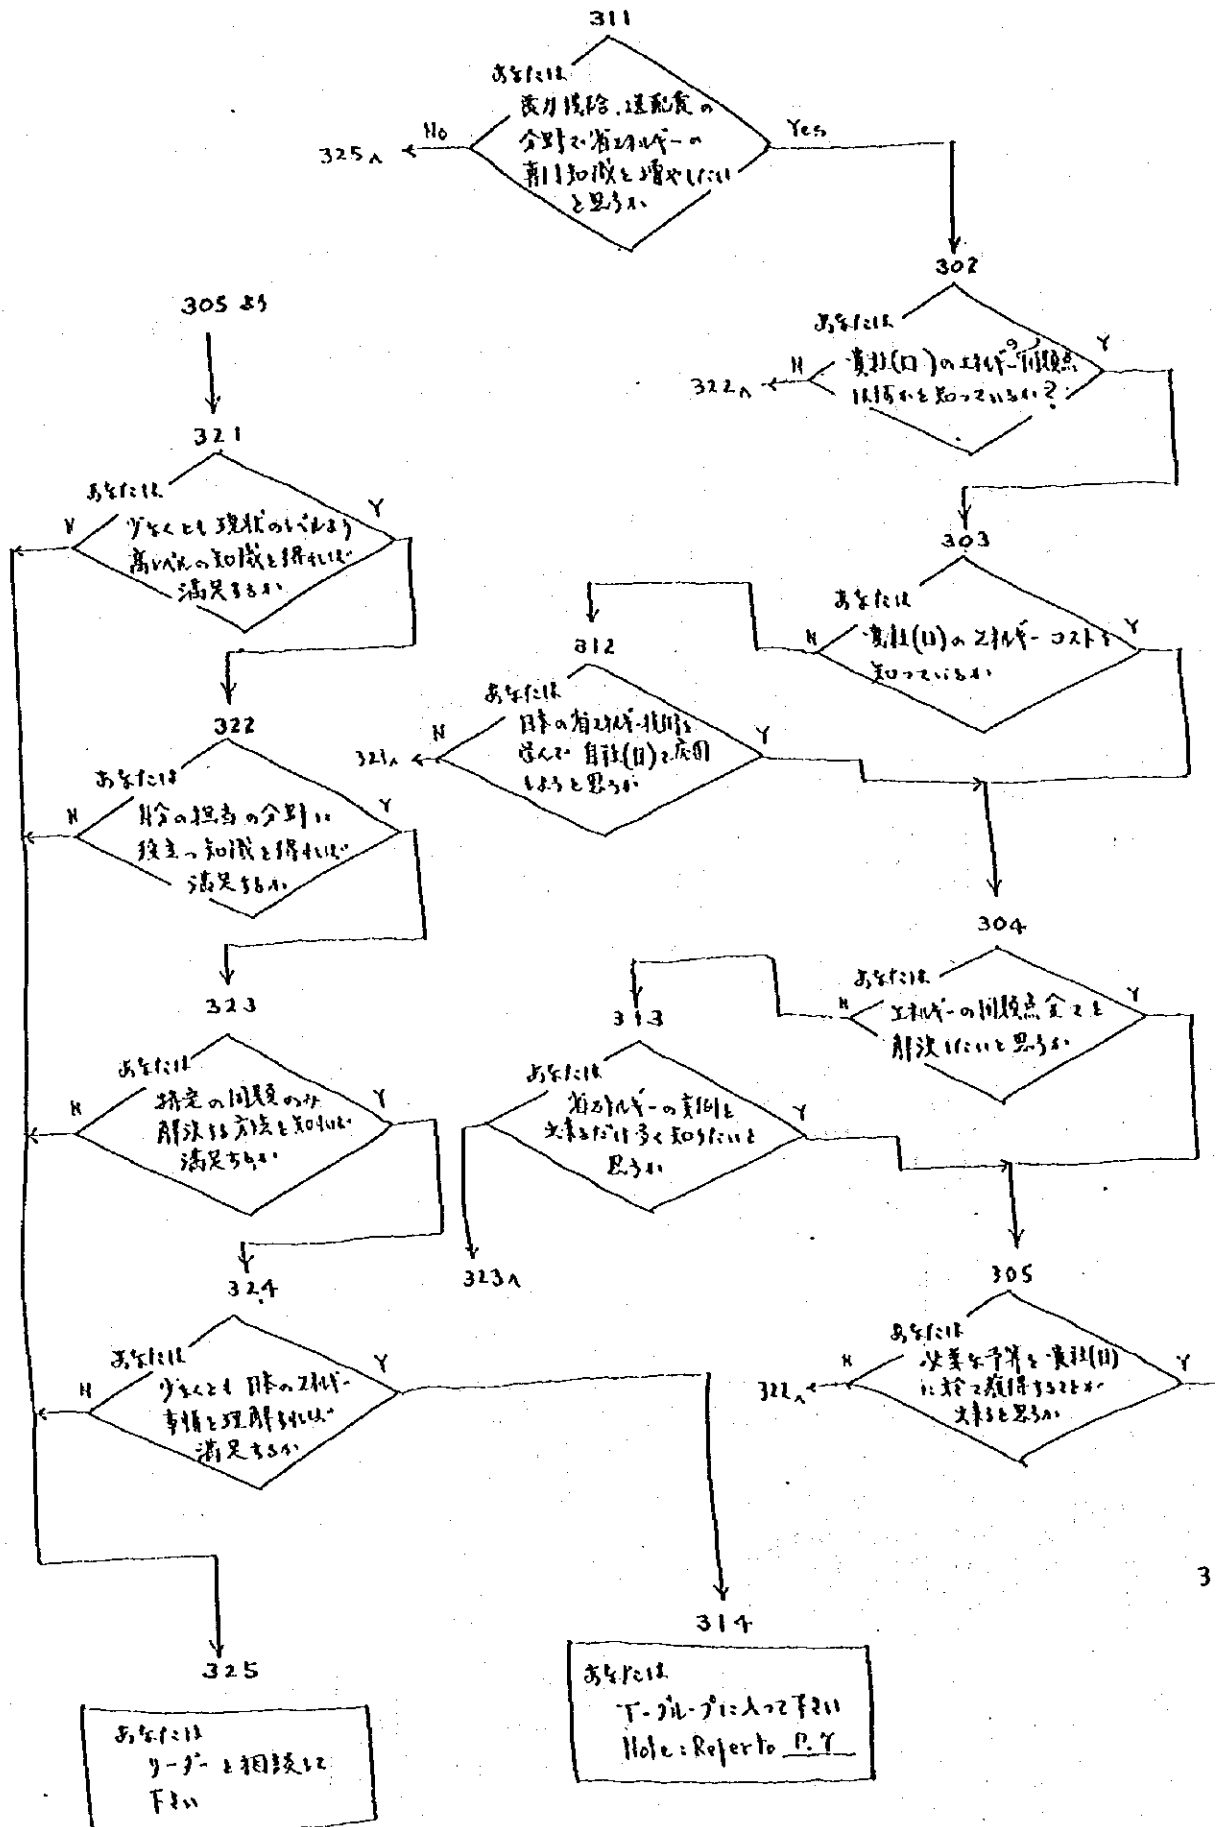 311
あなたは
電力供給、送配電の
分野で省エネルギーの
専門知識を増やしたい
と思うか
No
Yes
325へ
302
あなたは
貴社(国)のエネルギーの問題点
は何かを知っているか?
N
Y
322へ
305より
321
あなたは
少なくとも現状のレベルより
高いレベルの知識を得れば
満足するか
N
Y
303
あなたは
貴社(国)のエネルギーコストを
知っているか
N
Y
312
あなたは
日本の省エネルギー技術を
学んで自社(国)で応用
しようと思うか
N
Y
321へ
322
あなたは
自分の担当の分野に
役立つ知識を得れば
満足するか
N
Y
304
あなたは
エネルギーの問題点全てを
解決したいと思うか
N
Y
313
あなたは
省エネルギーの実例を
出来るだけ多く知りたいと
思うか
Y
323へ
323
あなたは
特定の問題のみ
解決する方法を知れば
満足するか
N
Y
305
あなたは
必要な予算を貴社(国)
に於て獲得することが
出来ると思うか
N
Y
322へ
324
あなたは
少なくとも日本のエネルギー
事情を理解すれば
満足するか
N
Y
3
314
あなたは
T-グループに入って下さい
Note: Refer to P.7
325
あなたは
リーダーと相談して
下さい